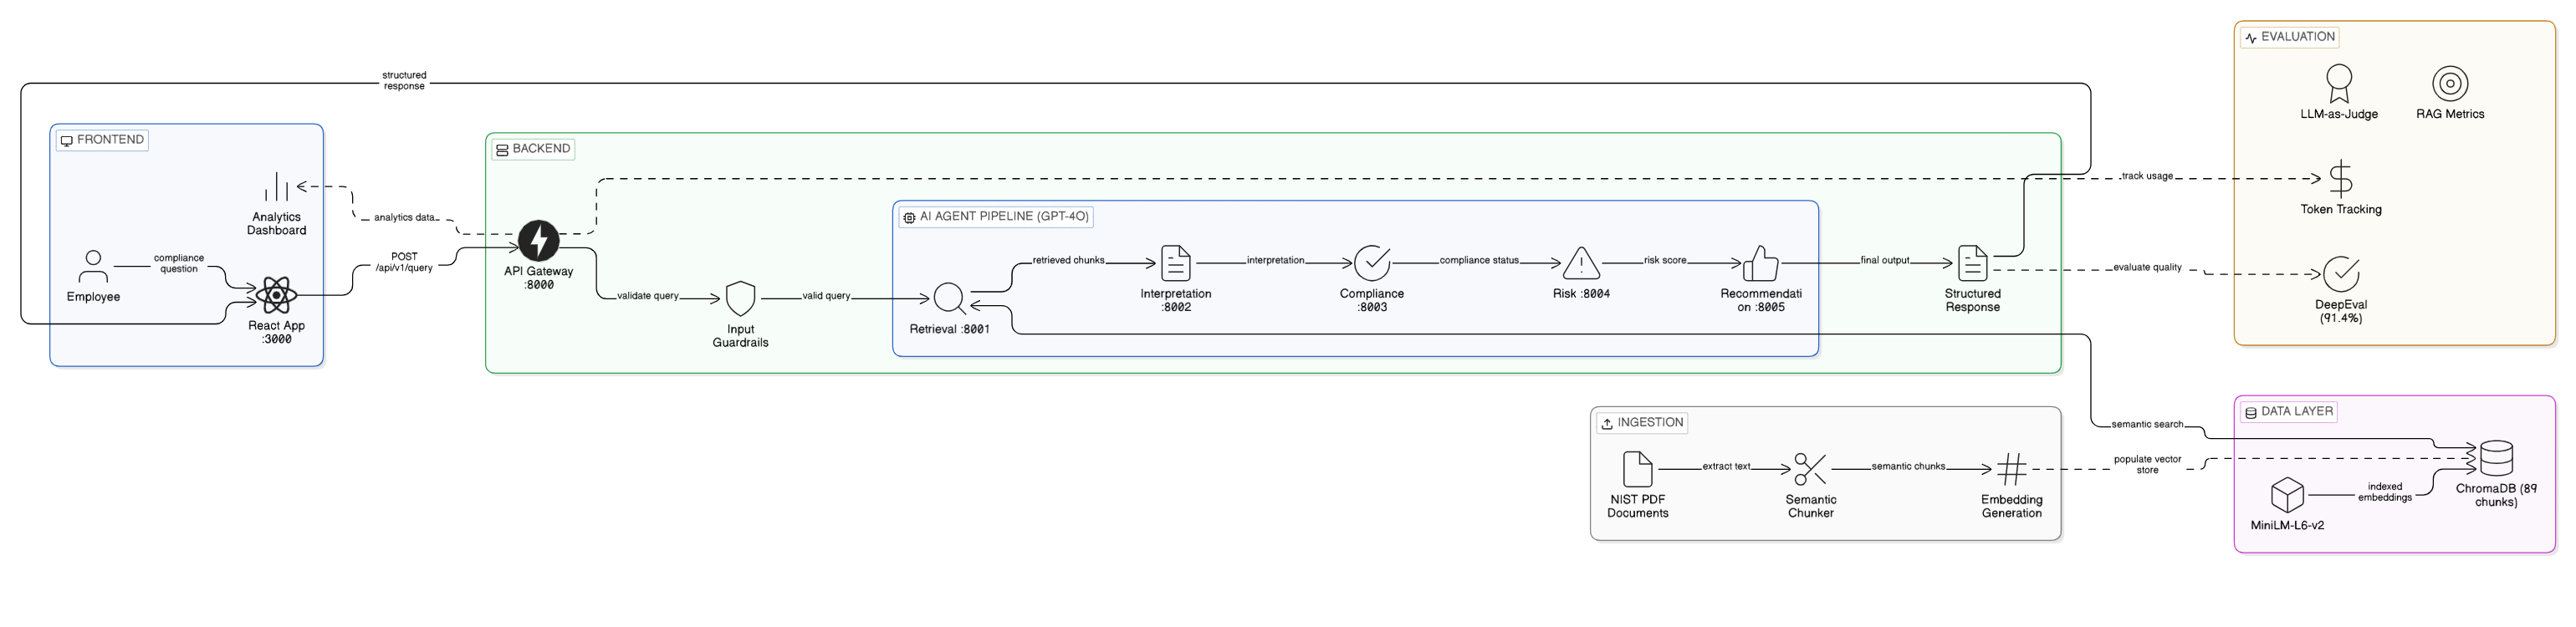 structured
response
EVALUATION
LLM-as-Judge
RAG Metrics
track usage
Token Tracking
evaluate quality
DeepEval
(91.4%)
FRONTEND
Analytics
Dashboard
analytics data
Employee
compliance
question
React App
:3000
POST
/api/v1/query
BACKEND
API Gateway
:8000
validate query
Input
Guardrails
valid query
AI AGENT PIPELINE (GPT-4O)
Retrieval :8001
retrieved chunks
Interpretation
:8002
interpretation
Compliance
:8003
compliance status
Risk :8004
risk score
Recommendati
on :8005
final output
Structured
Response
INGESTION
NIST PDF
Documents
extract text
Semantic
Chunker
semantic chunks
Embedding
Generation
semantic search
populate vector
store
DATA LAYER
MiniLM-L6-v2
indexed
embeddings
ChromaDB (89
chunks)